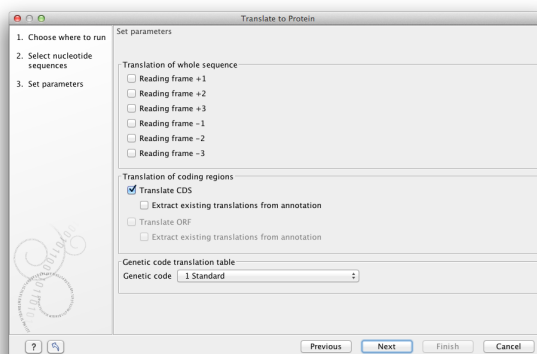 Translate to Protein
1. Choose where to run
2. Select nucleotide
sequences
3. Set parameters
Set parameters
Translation of whole sequence
Reading frame +1
Reading frame +2
Reading frame +3
Reading frame -1
Reading frame -2
Reading frame -3
Translation of coding regions
Translate CDS
Extract existing translations from annotation
Translate ORF
Extract existing translations from annotation
Genetic code translation table
Genetic code 1 Standard
? Previous Next Finish Cancel